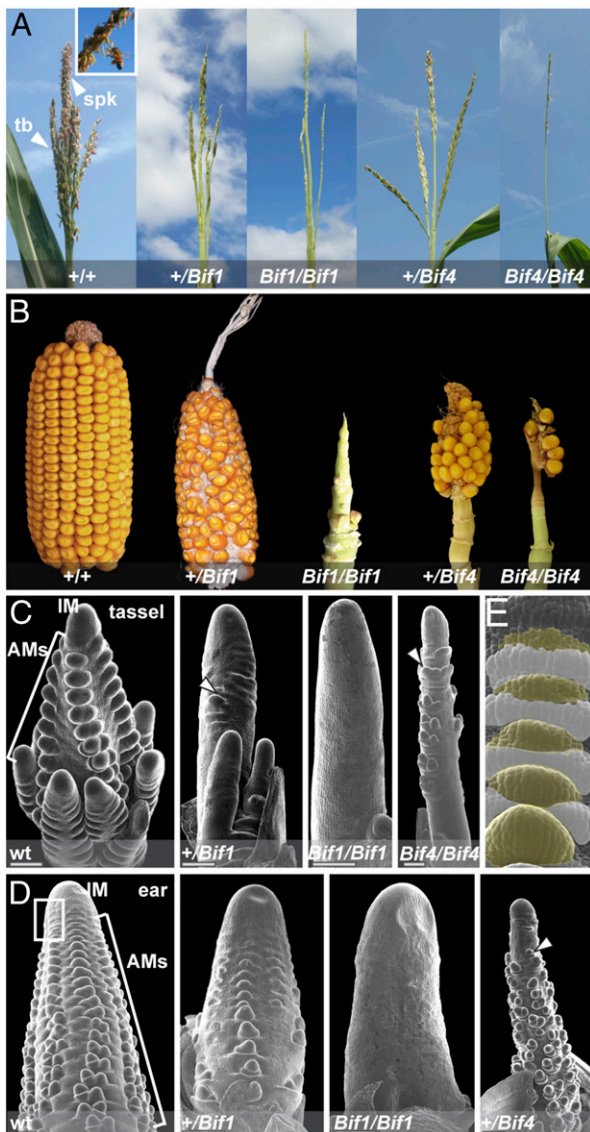 A
spk
tb
+/+
+/Bif1
Bif1/Bif1
+/Bif4
Bif4/Bif4
B
+/+
+/Bif1
Bif1/Bif1
+/Bif4
Bif4/Bif4
C
IM
tassel
AMs
wt
+/Bif1
Bif1/Bif1
Bif4/Bif4
E
D
IM
ear
AMs
wt
+/Bif1
Bif1/Bif1
+/Bif4